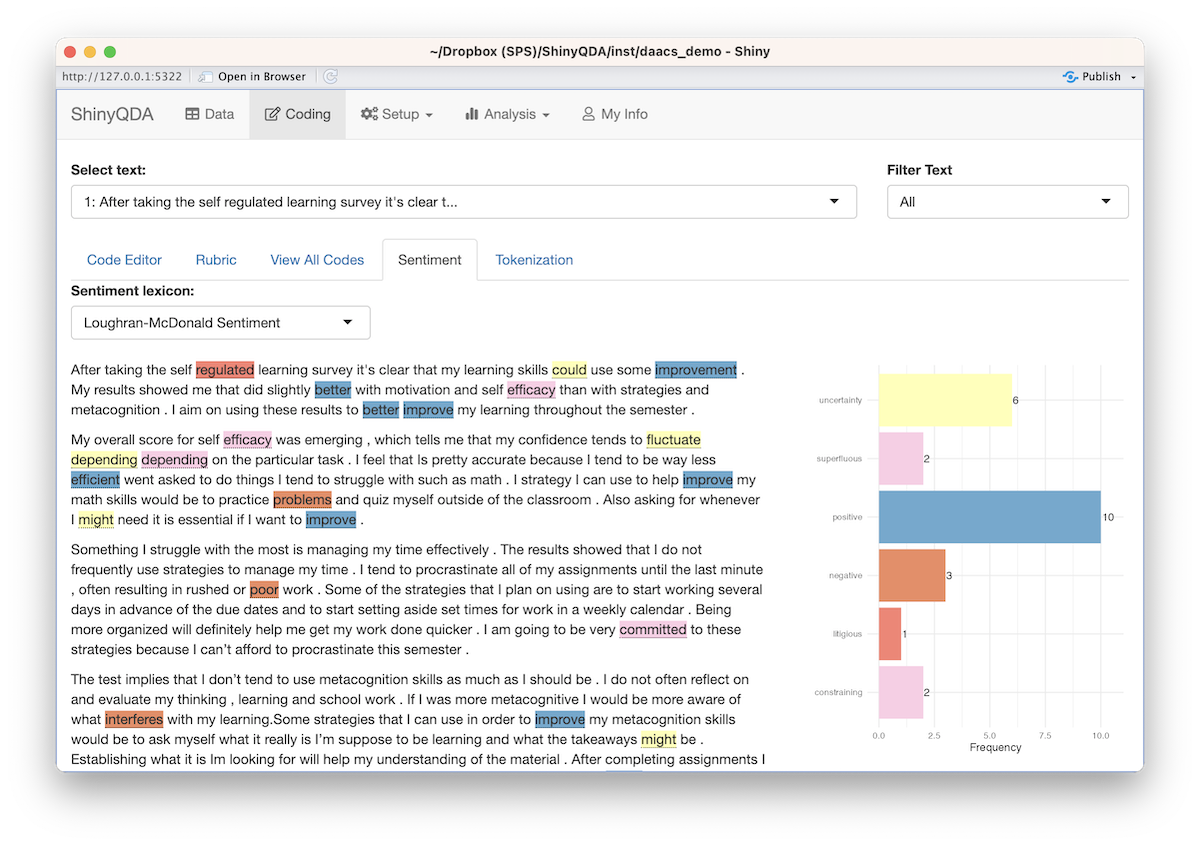 ~/Dropbox (SPS)/ShinyQDA/inst/daacs_demo - Shiny
http://127.0.0.1:5322 Open in Browser Publish
ShinyQDA Data Coding Setup Analysis My Info
Select text: Filter Text
1: After taking the self regulated learning survey it's clear t... All
Code Editor Rubric View All Codes Sentiment Tokenization
Sentiment lexicon:
Loughran-McDonald Sentiment
After taking the self regulated learning survey it's clear that my learning skills could use some improvement .
My results showed me that did slightly better with motivation and self efficacy than with strategies and
metacognition . I aim on using these results to better improve my learning throughout the semester .
My overall score for self efficacy was emerging , which tells me that my confidence tends to fluctuate
depending depending on the particular task . I feel that Is pretty accurate because I tend to be way less
efficient went asked to do things I tend to struggle with such as math . I strategy I can use to help improve my
math skills would be to practice problems and quiz myself outside of the classroom . Also asking for whenever
I might need it is essential if I want to improve .
Something I struggle with the most is managing my time effectively . The results showed that I do not
frequently use strategies to manage my time . I tend to procrastinate all of my assignments until the last minute
, often resulting in rushed or poor work . Some of the strategies that I plan on using are to start working several
days in advance of the due dates and to start setting aside set times for work in a weekly calendar . Being
more organized will definitely help me get my work done quicker . I am going to be very committed to these
strategies because I can’t afford to procrastinate this semester .
The test implies that I don’t tend to use metacognition skills as much as I should be . I do not often reflect on
and evaluate my thinking , learning and school work . If I was more metacognitive I would be more aware of
what interferes with my learning.Some strategies that I can use in order to improve my metacognition skills
would be to ask myself what it really is I’m suppose to be learning and what the takeaways might be .
Establishing what it is Im looking for will help my understanding of the material . After completing assignments I
uncertainty 6
superfluous 2
positive 10
negative 3
litigious 1
constraining 2
0.0 2.5 5.0 7.5 10.0
Frequency